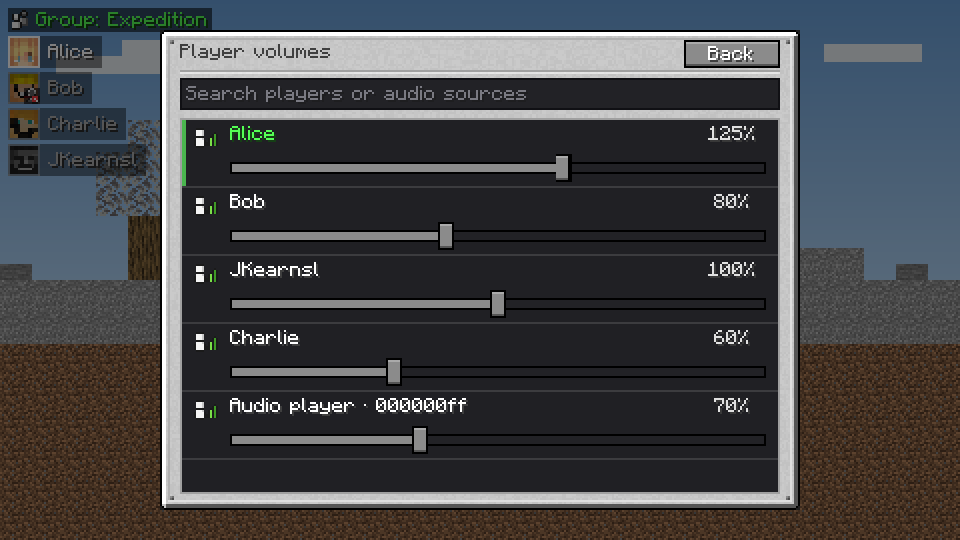 Group: Expedition
Alice
Bob
Charlie
JKearnsl
Player volumes
Back
Search players or audio sources
Alice 125%
Bob 80%
JKearnsl 100%
Charlie 60%
Audio player · 000000ff 70%